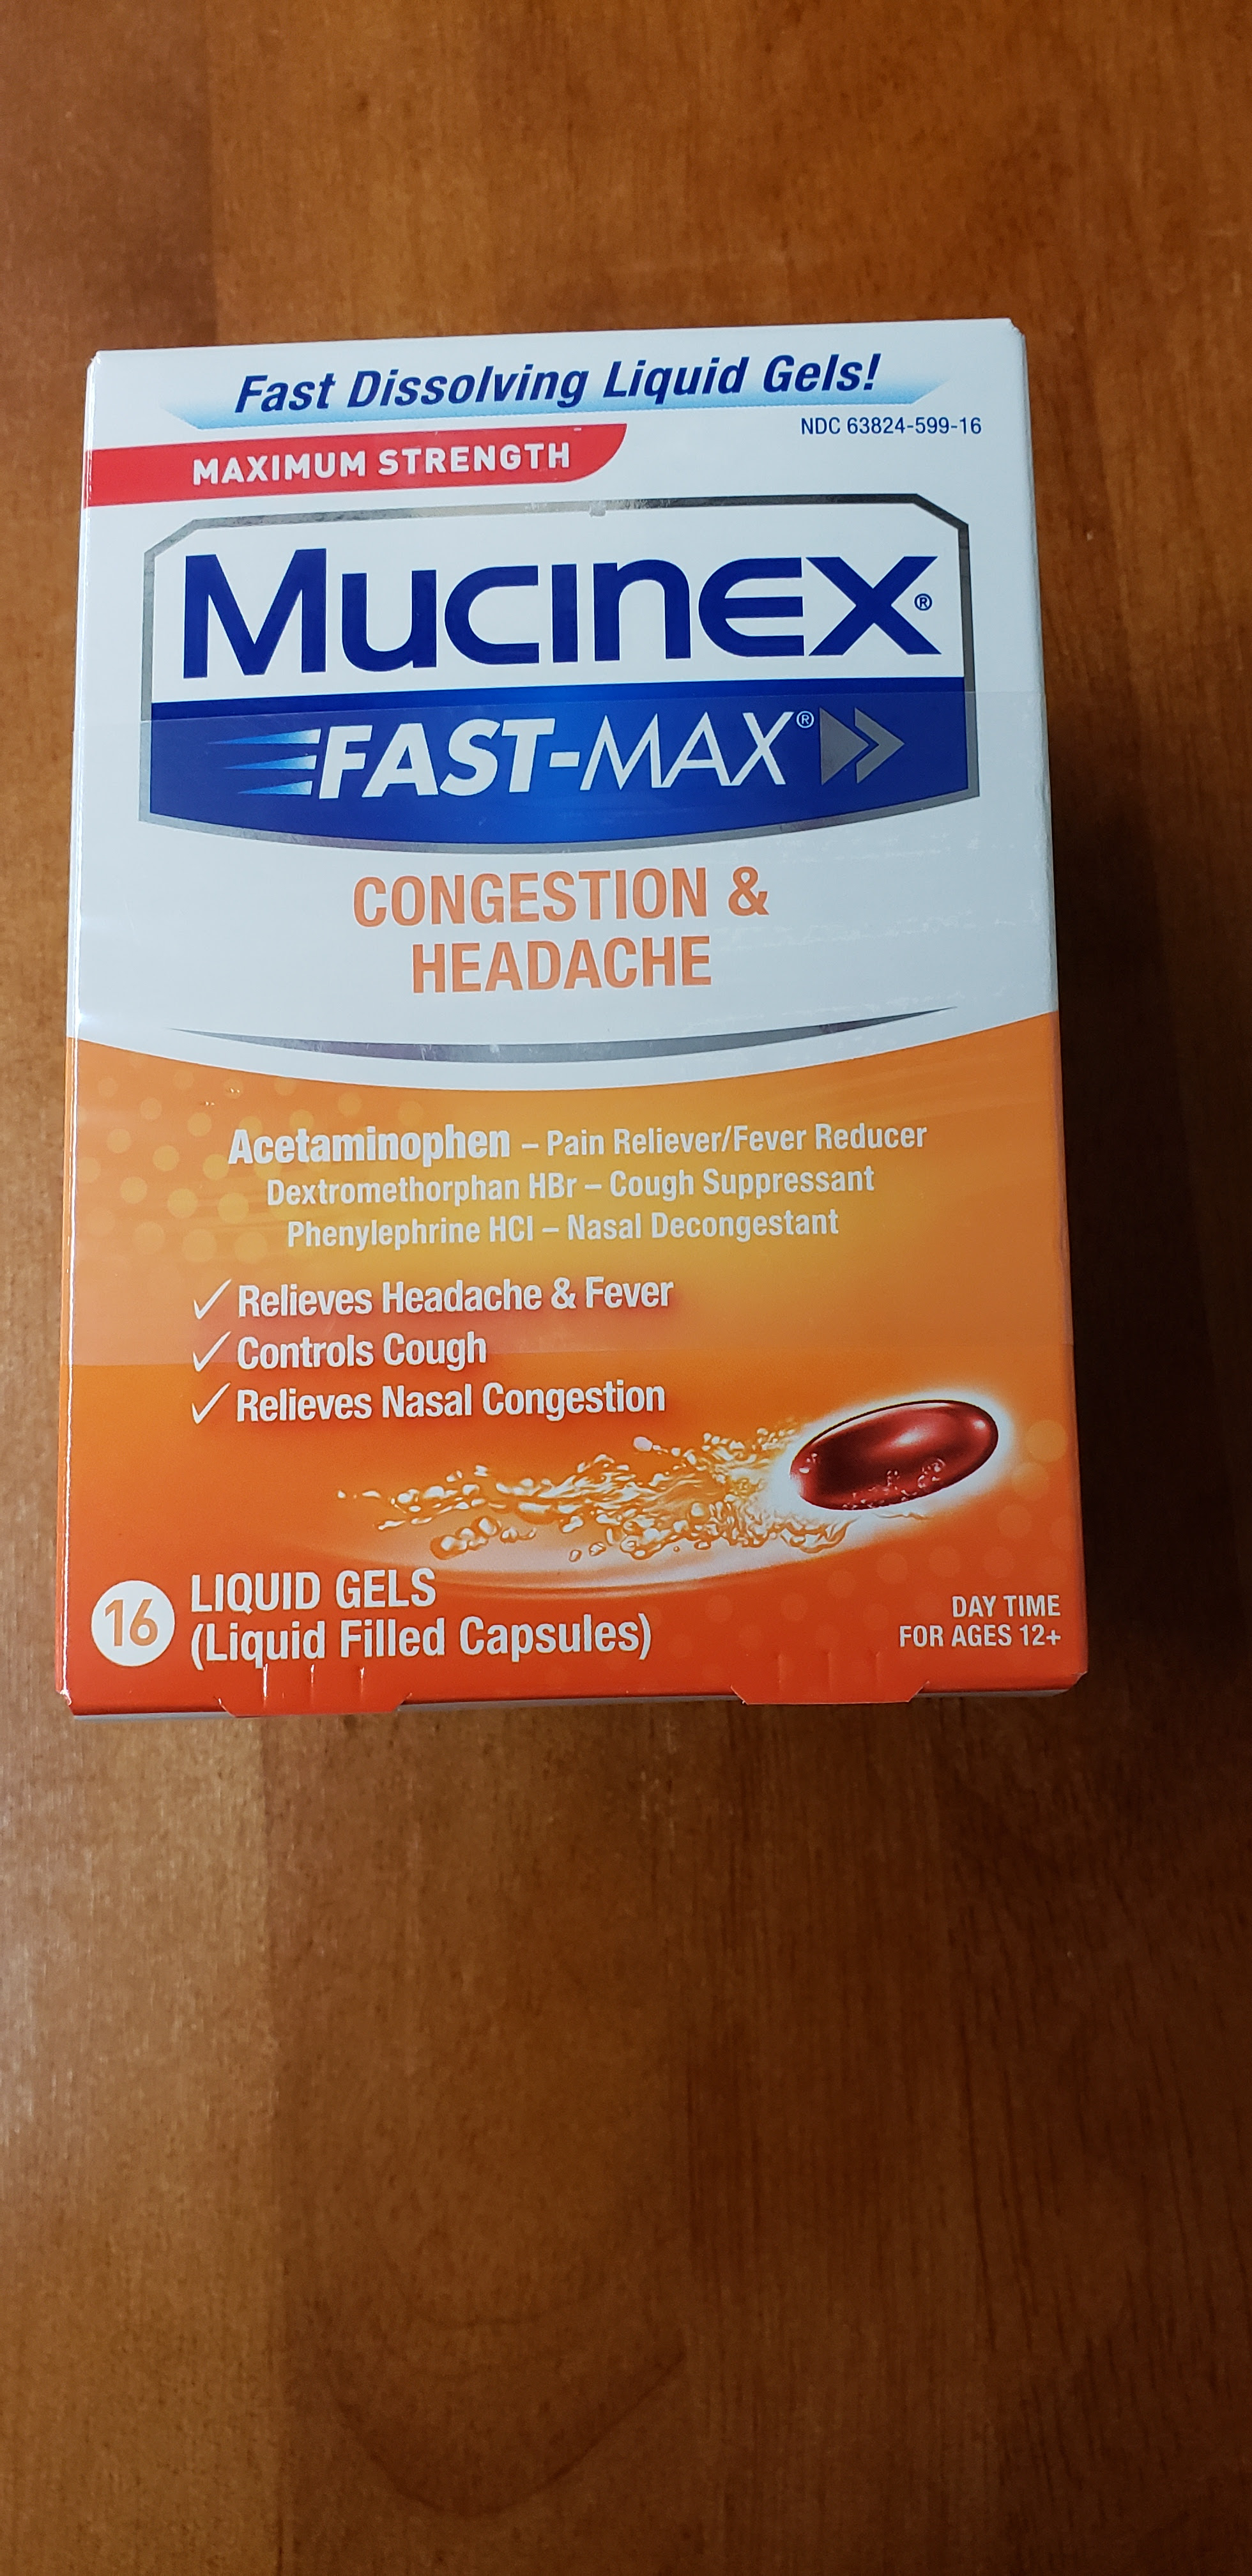 Fast Dissolving Liquid Gels!
NDC 63824-599-16
MAXIMUM STRENGTH
MUCINEX®
FAST-MAX®
CONGESTION &
HEADACHE
Acetaminophen – Pain Reliever/Fever Reducer
Dextromethorphan HBr – Cough Suppressant
Phenylephrine HCl – Nasal Decongestant
✓ Relieves Headache & Fever
✓ Controls Cough
✓ Relieves Nasal Congestion
16 LIQUID GELS
(Liquid Filled Capsules)
DAY TIME
FOR AGES 12+